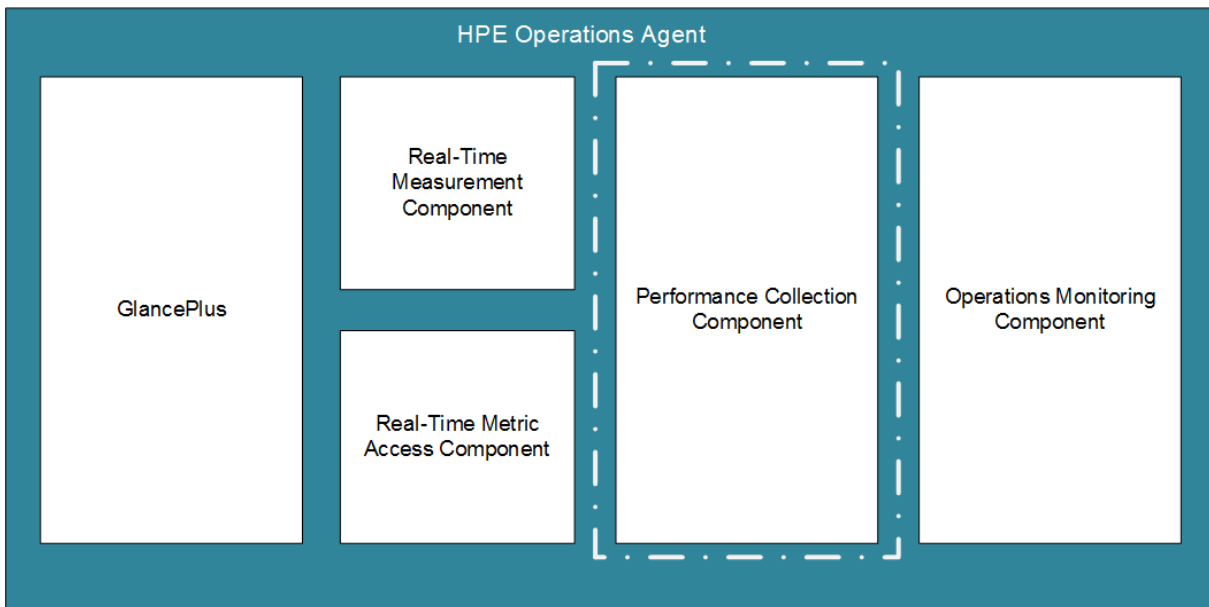 HPE Operations Agent
GlancePlus
Real-Time
Measurement
Component
Real-Time Metric
Access Component
Performance Collection
Component
Operations Monitoring
Component